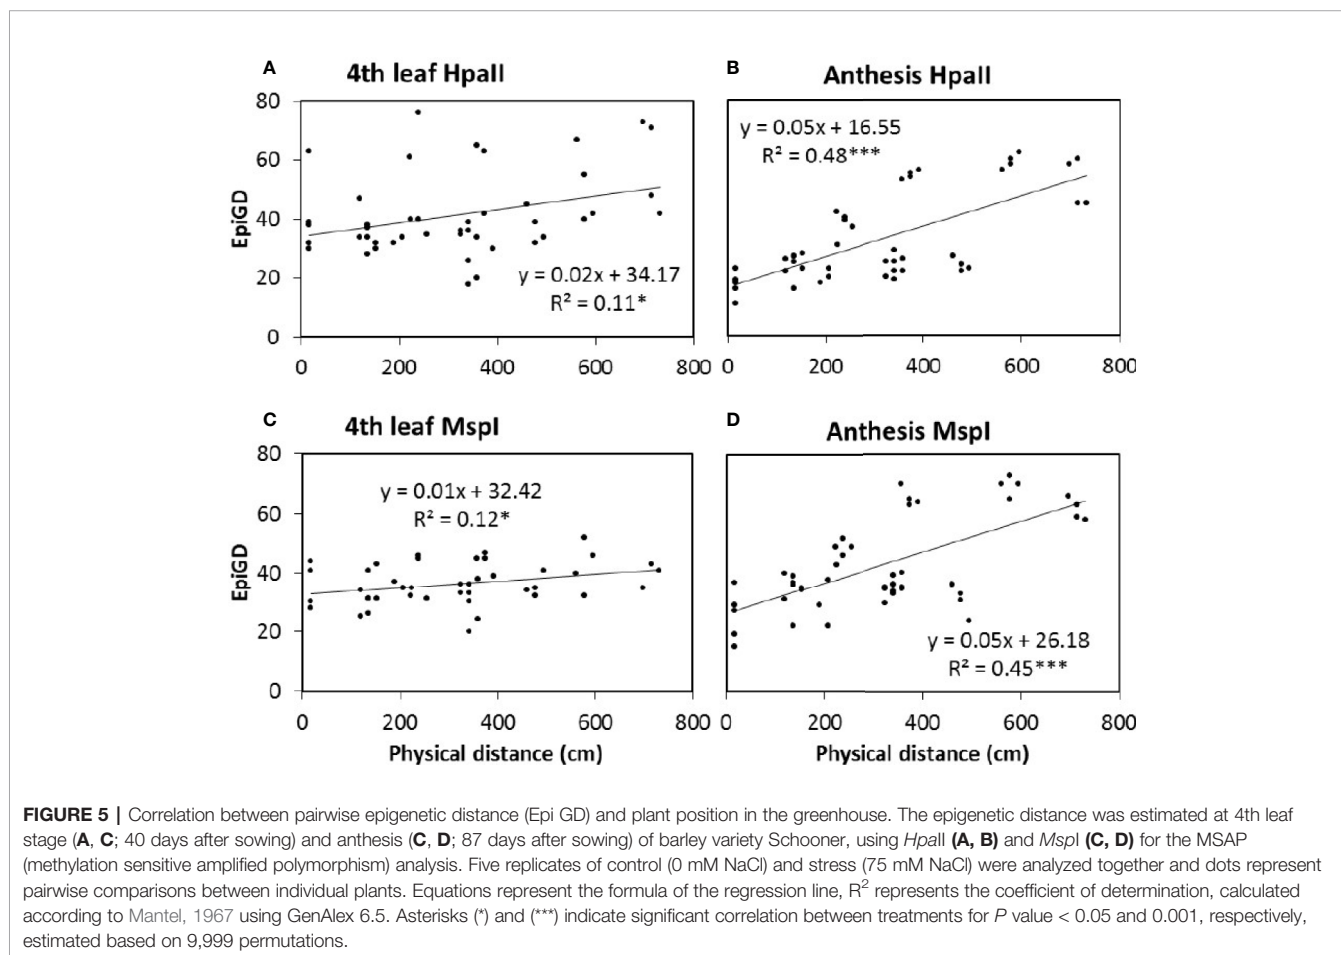 A
4th leaf HpaII
80
60
40
20
0
EpiGD
y = 0.02x + 34.17
R² = 0.11*
0 200 400 600 800
B
Anthesis HpaII
y = 0.05x + 16.55
R² = 0.48***
0 200 400 600 800
C
4th leaf MspI
80
60
40
20
0
EpiGD
y = 0.01x + 32.42
R² = 0.12*
0 200 400 600 800
Physical distance (cm)
D
Anthesis MspI
y = 0.05x + 26.18
R² = 0.45***
0 200 400 600 800
Physical distance (cm)
FIGURE 5 | Correlation between pairwise epigenetic distance (Epi GD) and plant position in the greenhouse. The epigenetic distance was estimated at 4th leaf
stage (A, C; 40 days after sowing) and anthesis (C, D; 87 days after sowing) of barley variety Schooner, using HpaII (A, B) and MspI (C, D) for the MSAP
(methylation sensitive amplified polymorphism) analysis. Five replicates of control (0 mM NaCl) and stress (75 mM NaCl) were analyzed together and dots represent
pairwise comparisons between individual plants. Equations represent the formula of the regression line, R² represents the coefficient of determination, calculated
according to Mantel, 1967 using GenAlex 6.5. Asterisks (*) and (***) indicate significant correlation between treatments for P value < 0.05 and 0.001, respectively,
estimated based on 9,999 permutations.